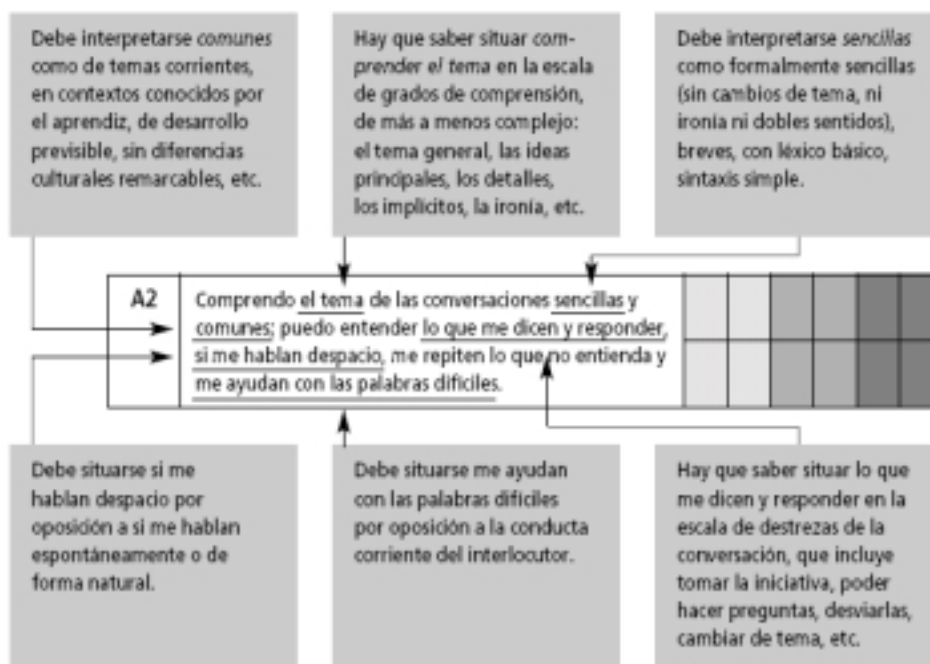 Debe interpretarse comunes
como de temas corrientes,
en contextos conocidos por
el aprendiz, de desarrollo
previsible, sin diferencias
culturales remarcables, etc.
Hay que saber situar com-
prender el tema en la escala
de grados de comprensión,
de más a menos complejo:
el tema general, las ideas
principales, los detalles,
los implícitos, la ironía, etc.
Debe interpretarse sencillas
como formalmente sencillas
(sin cambios de tema, ni
ironía ni dobles sentidos),
breves, con léxico básico,
sintaxis simple.
A2
Comprendo el tema de las conversaciones sencillas y
comunes; puedo entender lo que me dicen y responder,
si me hablan despacio, me repiten lo que no entienda y
me ayudan con las palabras difíciles.
Debe situarse si me
hablan despacio por
oposición a si me hablan
espontáneamente o de
forma natural.
Debe situarse me ayudan
con las palabras difíciles
por oposición a la conducta
corriente del interlocutor.
Hay que saber situar lo que
me dicen y responder en la
escala de destrezas de la
conversación, que incluye
tomar la iniciativa, poder
hacer preguntas, desviarlas,
cambiar de tema, etc.